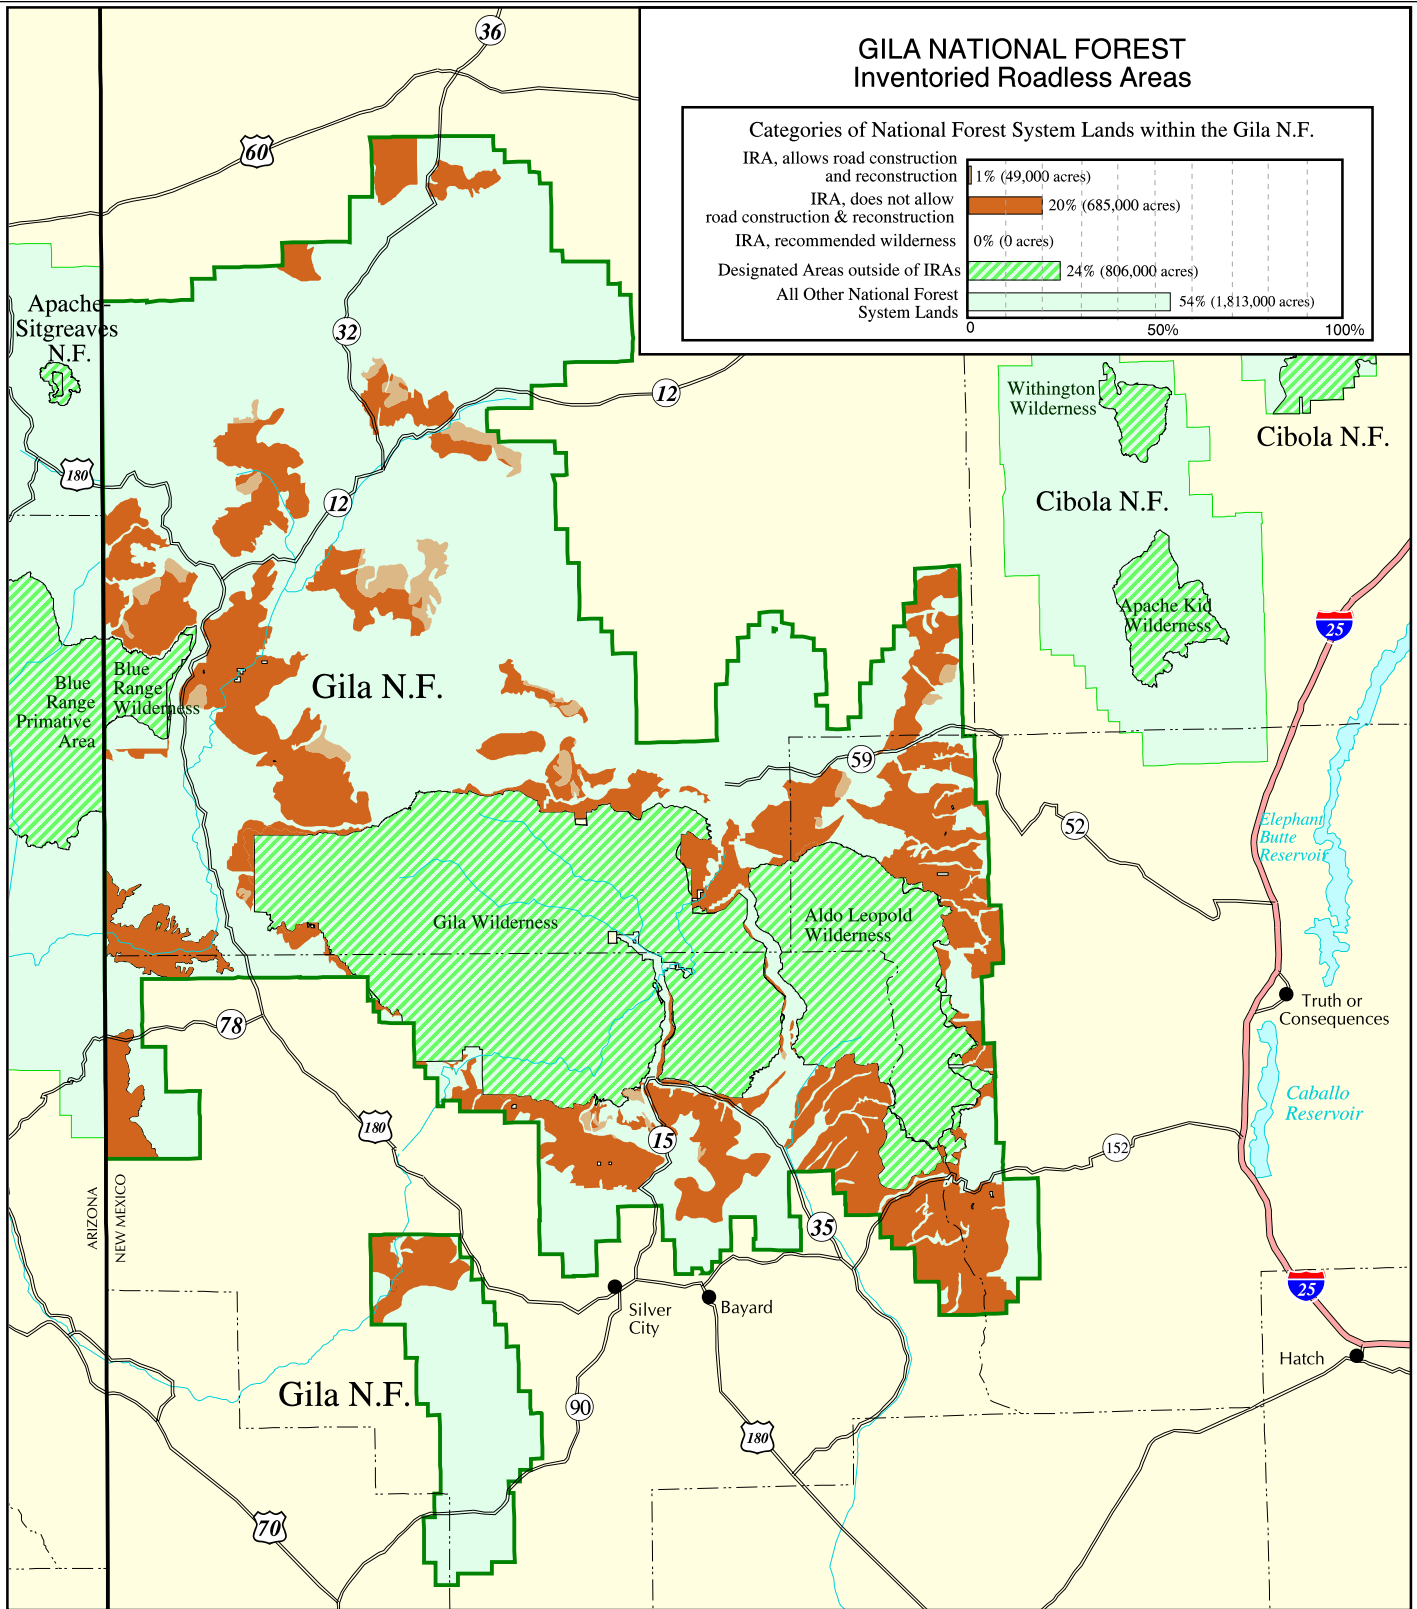 GILA NATIONAL FOREST
Inventoried Roadless Areas
Categories of National Forest System Lands within the Gila N.F.
IRA, allows road construction
and reconstruction
1% (49,000 acres)
IRA, does not allow
road construction & reconstruction
20% (685,000 acres)
IRA, recommended wilderness
0% (0 acres)
Designated Areas outside of IRAs
24% (806,000 acres)
All Other National Forest
System Lands
54% (1,813,000 acres)
0
50%
100%
36
60
Apache-
Sitgreaves
N.F.
32
12
Withington
Wilderness
Cibola N.F.
180
12
Cibola N.F.
Apache Kid
Wilderness
25
Blue
Range
Primative
Area
Blue
Range
Wilderness
Gila N.F.
59
52
Elephant
Butte
Reservoir
Gila Wilderness
Aldo Leopold
Wilderness
Truth or
Consequences
78
Caballo
Reservoir
180
15
152
ARIZONA
NEW MEXICO
35
25
Silver
City
Bayard
Hatch
Gila N.F.
90
180
70